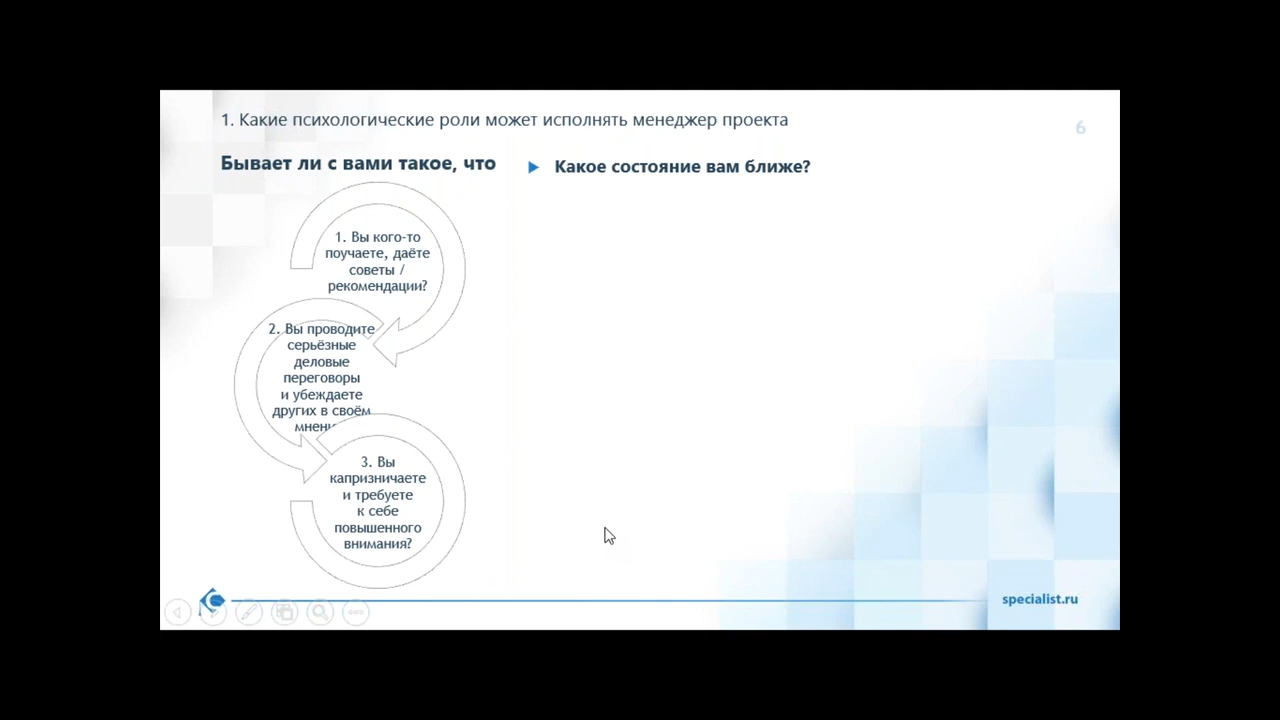 1. Какие психологические роли может исполнять менеджер проекта
6
Бывает ли с вами такое, что
Какое состояние вам ближе?
1. Вы кого-то
поучаете, даёте
советы /
рекомендации?
2. Вы проводите
серьёзные
деловые
переговоры
и убеждаете
других в своём
3. Вы
капризничаете
и требуете
к себе
повышенного
внимания?
specialist.ru